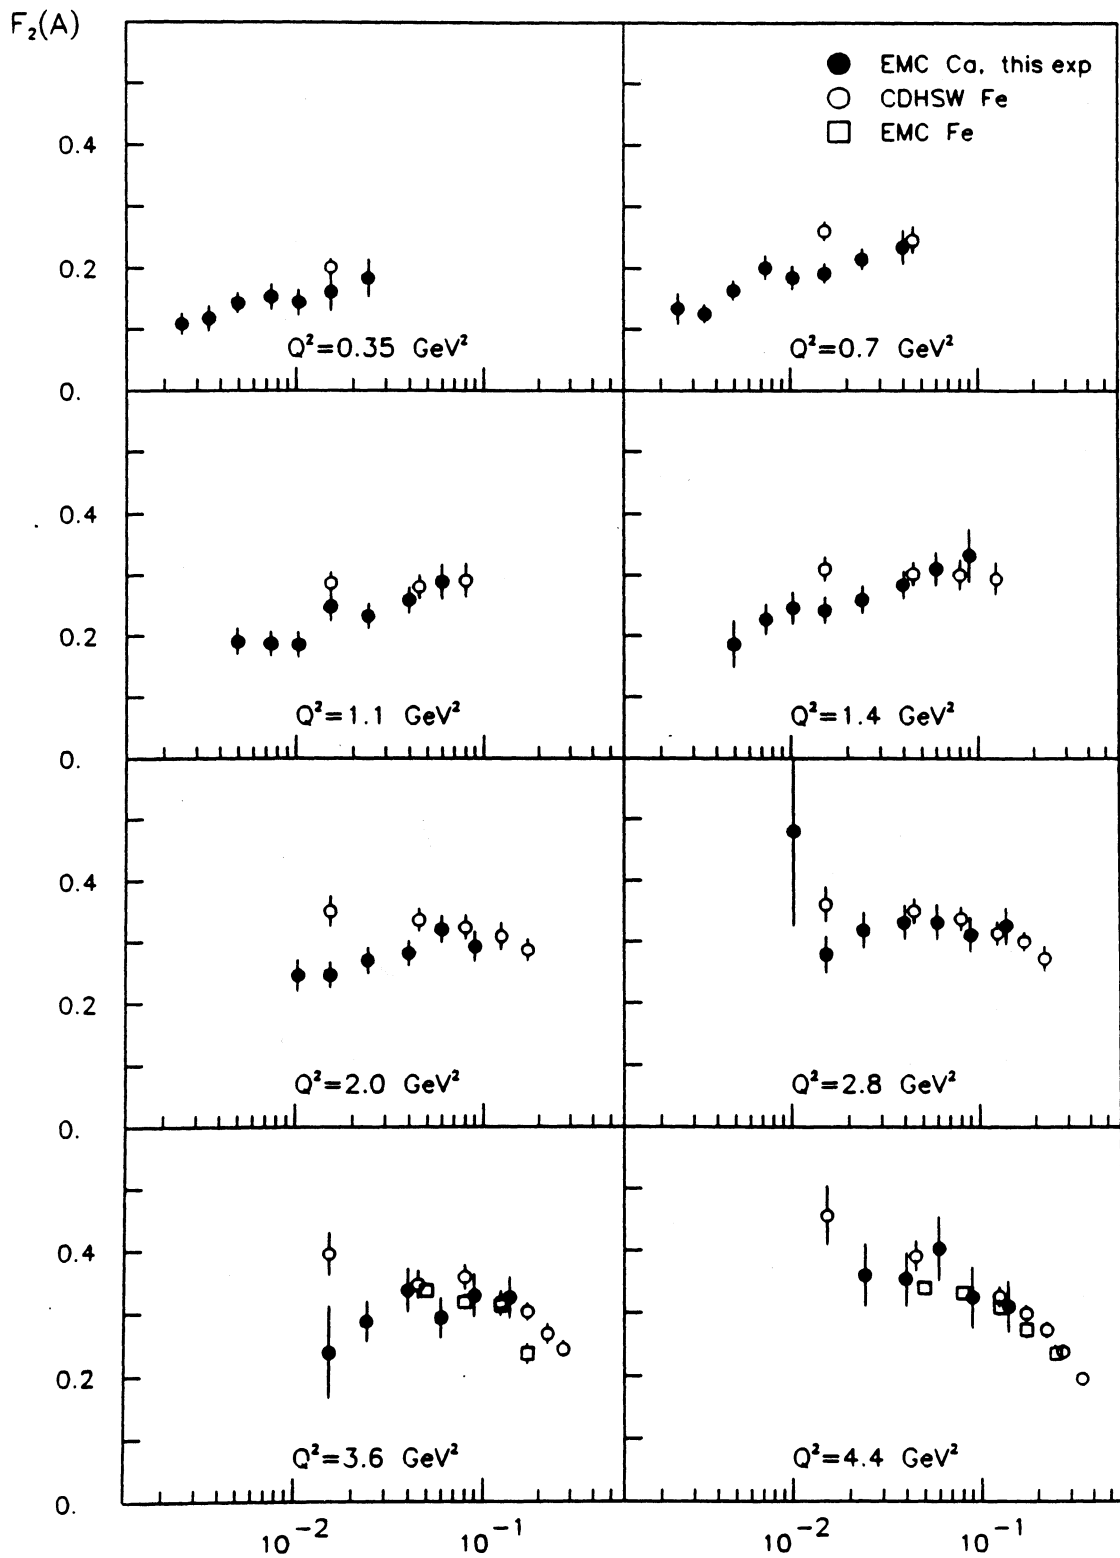 F₂(A)
● EMC Ca, this exp
○ CDHSW Fe
□ EMC Fe
0.4
0.2
0.
Q²=0.35 GeV²
Q²=0.7 GeV²
0.4
0.2
0.
Q²=1.1 GeV²
Q²=1.4 GeV²
0.4
0.2
0.
Q²=2.0 GeV²
Q²=2.8 GeV²
0.4
0.2
0.
Q²=3.6 GeV²
Q²=4.4 GeV²
10⁻² 10⁻¹ 10⁻² 10⁻¹